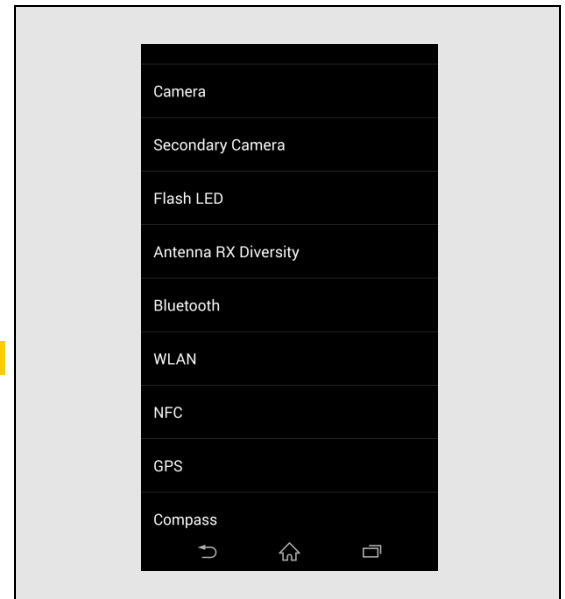 Camera
Secondary Camera
Flash LED
Antenna RX Diversity
Bluetooth
WLAN
NFC
GPS
Compass